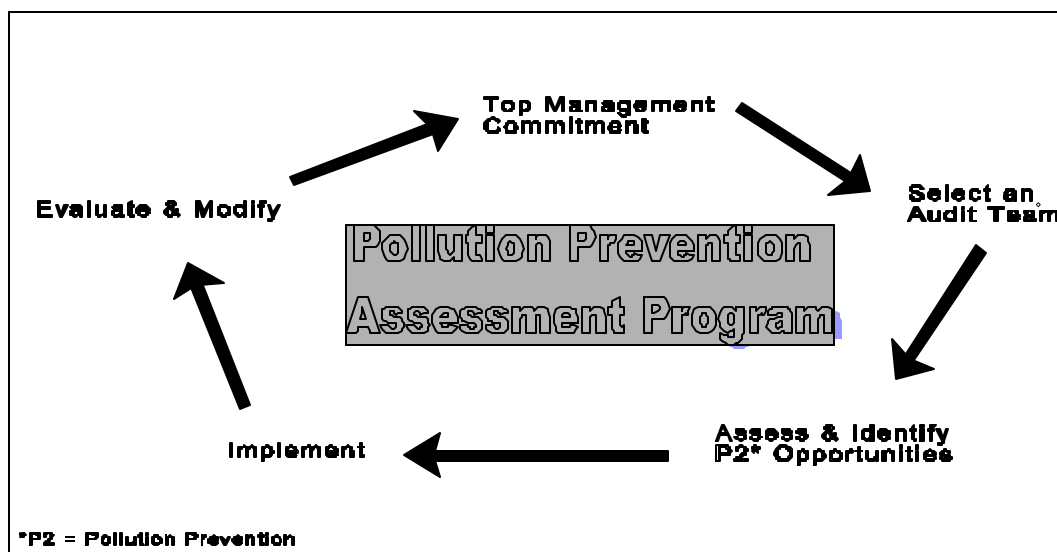 Top Management
Commitment
Select an
Audit Team
Evaluate & Modify
Pollution Prevention
Assessment Program
Assess & Identify
P2* Opportunities
Implement
*P2 = Pollution Prevention